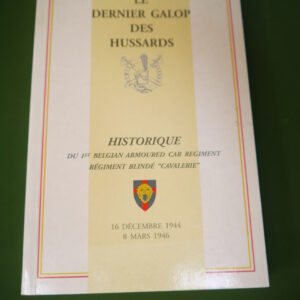 LE
DERNIER GALOP
DES
HUSSARDS
HISTORIQUE
DU 1ST BELGIAN ARMOURED CAR REGIMENT
RÉGIMENT BLINDÉ "CAVALERIE"
16 DÉCEMBRE 1944
8 MARS 1946